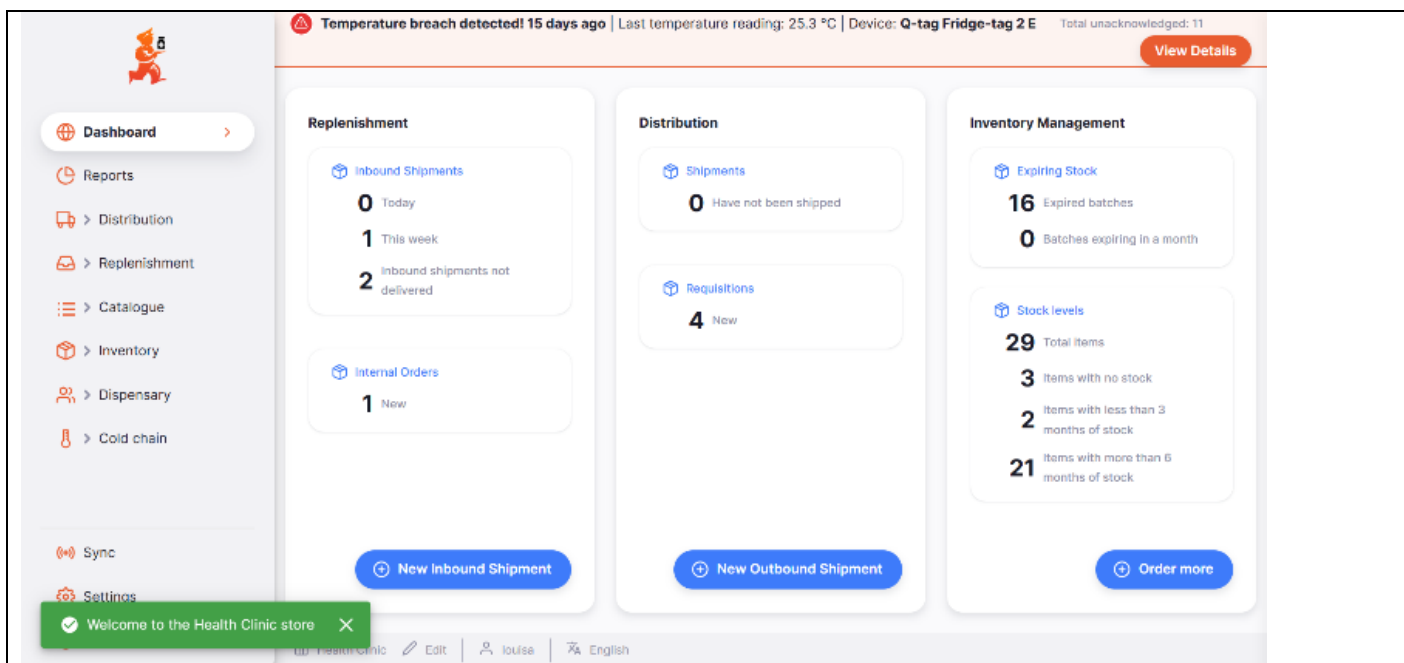 Temperature breach detected! 15 days ago | Last temperature reading: 25.3 °C | Device: Q-tag Fridge-tag 2 E Total unacknowledged: 11
View Details
Dashboard
Reports
Distribution
Replenishment
Catalogue
Inventory
Dispensary
Cold chain
Sync
Settings
Welcome to the Health Clinic store
Replenishment
Inbound Shipments
0 Today
1 This week
2 Inbound shipments not
delivered
Internal Orders
1 New
New Inbound Shipment
Distribution
Shipments
0 Have not been shipped
Requisitions
4 New
New Outbound Shipment
Inventory Management
Expiring Stock
16 Expired batches
0 Batches expiring in a month
Stock levels
29 Total items
3 Items with no stock
2 Items with less than 3
months of stock
21 Items with more than 6
months of stock
Order more
Health Clinic Edit louise English